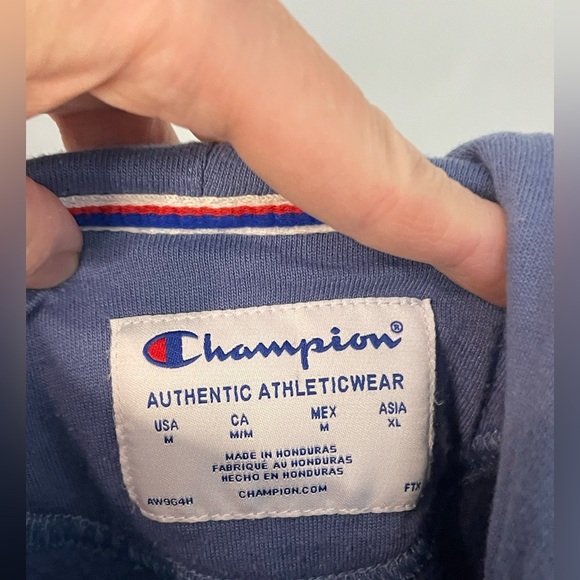 Champion®
AUTHENTIC ATHLETICWEAR
USA CA MEX ASIA
M M/M M XL
MADE IN HONDURAS
FABRIQUÉ AU HONDURAS
HECHO EN HONDURAS
AW964H CHAMPION.COM FTX